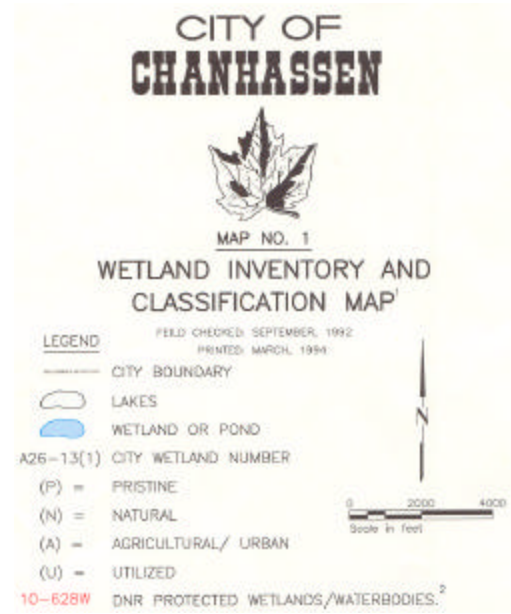 CITY OF
CHANHASSEN
MAP NO. 1
WETLAND INVENTORY AND
CLASSIFICATION MAP¹
FEILD CHECKED: SEPTEMBER, 1992
PRINTED: MARCH, 1994
LEGEND
CITY BOUNDARY
LAKES
WETLAND OR POND
A26-13(1) CITY WETLAND NUMBER
(P) = PRISTINE
(N) = NATURAL
(A) = AGRICULTURAL/ URBAN
(U) = UTILIZED
10-628W DNR PROTECTED WETLANDS/WATERBODIES.²
N
0 2000 4000
Scale in feet